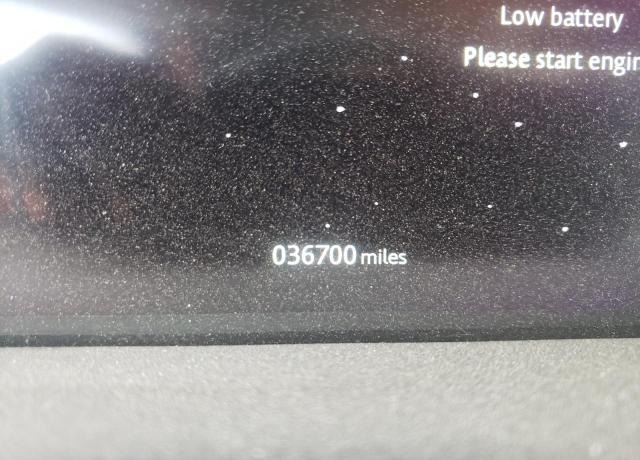 Low battery
Please start engin
036700 miles